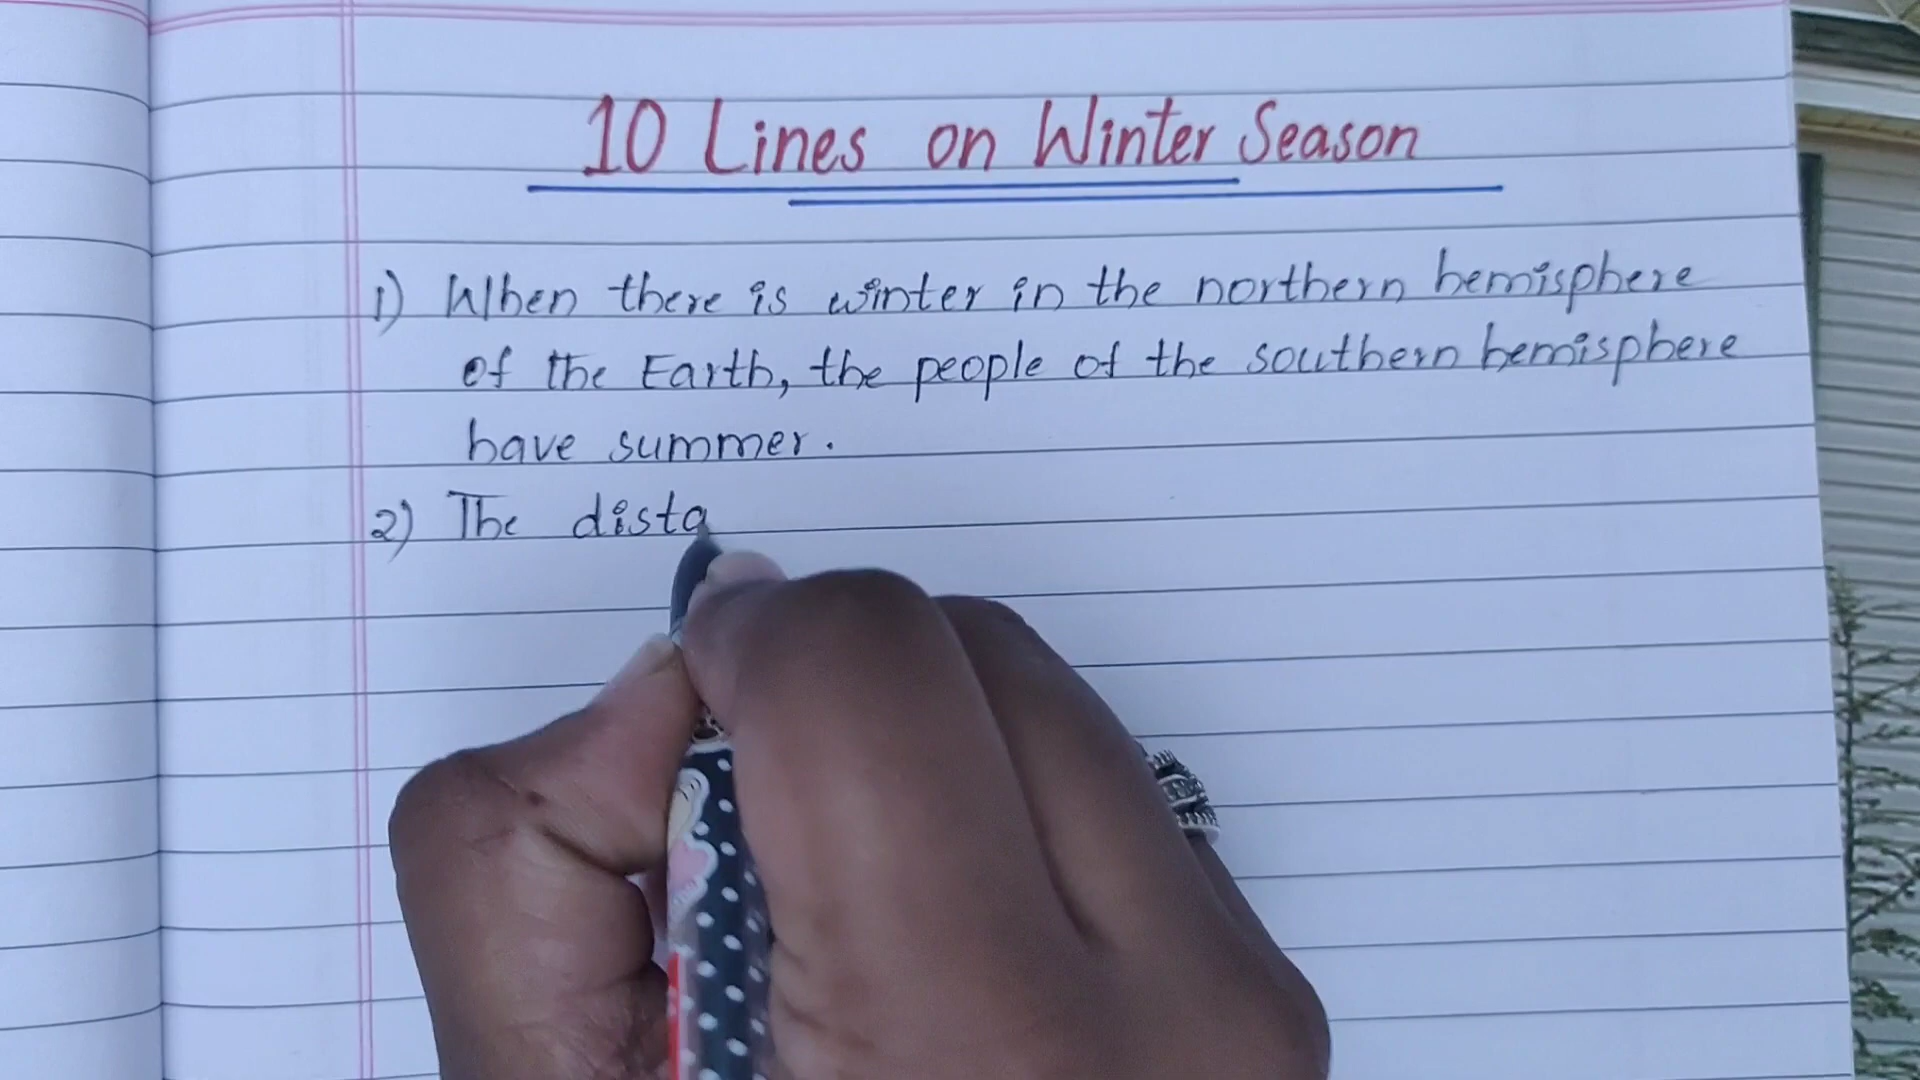 10 Lines on Winter Season
1) When there is winter in the northern hemisphere
of the Earth, the people of the southern hemisphere
have summer.
2) The dista